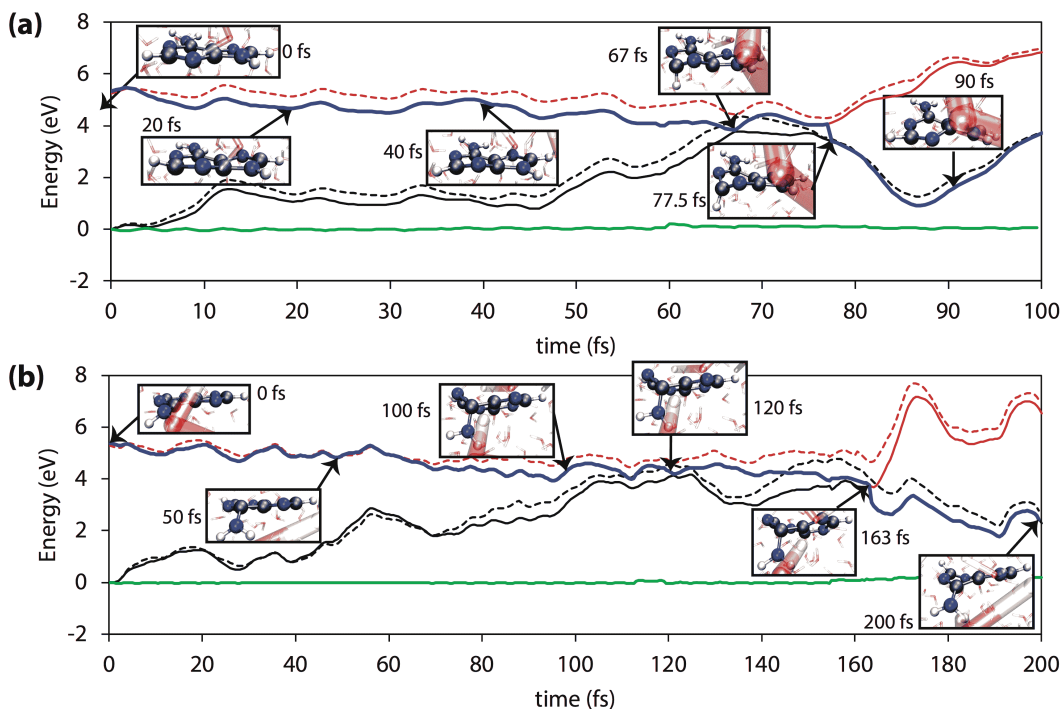 (a)
8
6
4
2
0
-2
Energy (eV)
0 fs
20 fs
40 fs
67 fs
77.5 fs
90 fs
0 10 20 30 40 50 60 70 80 90 100
time (fs)
(b)
8
6
4
2
0
-2
Energy (eV)
0 fs
50 fs
100 fs
120 fs
163 fs
200 fs
0 20 40 60 80 100 120 140 160 180 200
time (fs)